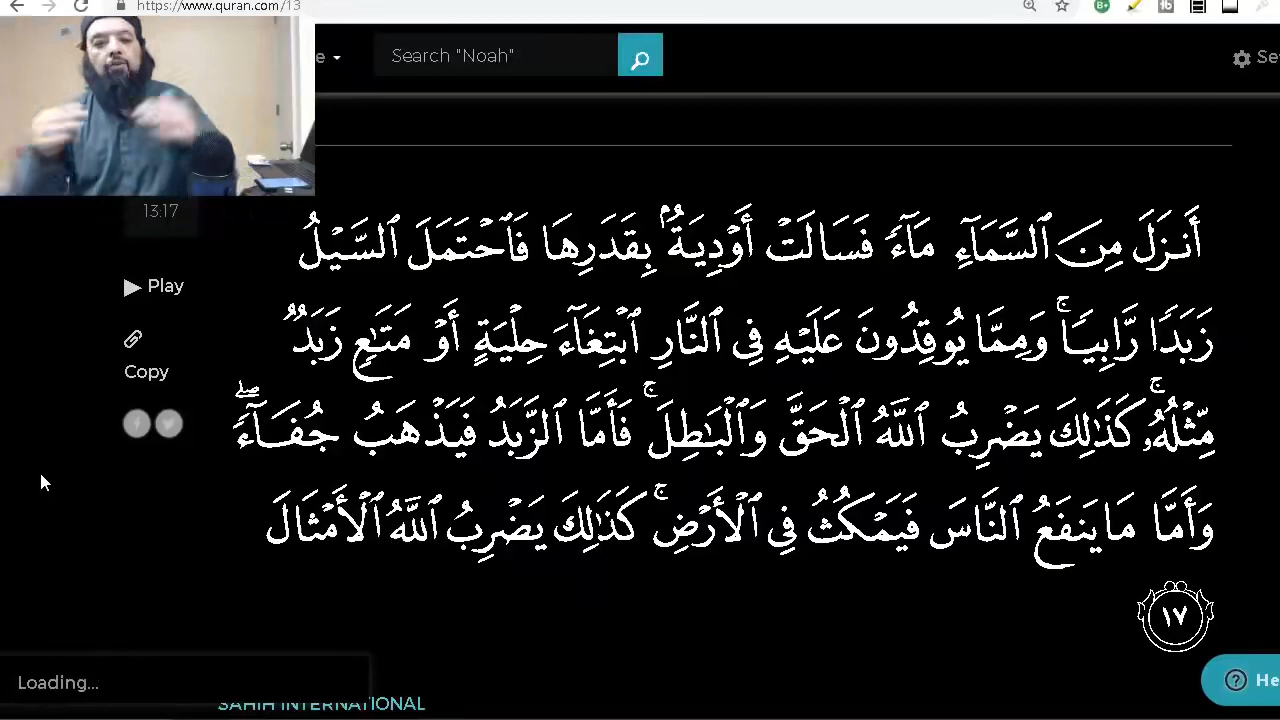 https://www.quran.com/13
e
Search "Noah"
Se
13:17
Play
Copy
أَنزَلَ مِنَ ٱلسَّمَآءِ مَآءً فَسَالَتْ أَوْدِيَةٌۢ بِقَدَرِهَا فَٱحْتَمَلَ ٱلسَّيْلُ
زَبَدًا رَّابِيًا ۚ وَمِمَّا يُوقِدُونَ عَلَيْهِ فِى ٱلنَّارِ ٱبْتِغَآءَ حِلْيَةٍ أَوْ مَتَـٰعٍ زَبَدٌ
مِّثْلُهُۥ ۚ كَذَٰلِكَ يَضْرِبُ ٱللَّهُ ٱلْحَقَّ وَٱلْبَـٰطِلَ ۚ فَأَمَّا ٱلزَّبَدُ فَيَذْهَبُ جُفَآءً ۖ
وَأَمَّا مَا يَنفَعُ ٱلنَّاسَ فَيَمْكُثُ فِى ٱلْأَرْضِ ۚ كَذَٰلِكَ يَضْرِبُ ٱللَّهُ ٱلْأَمْثَالَ
١٧
Loading...
He
SAHIH INTERNATIONAL